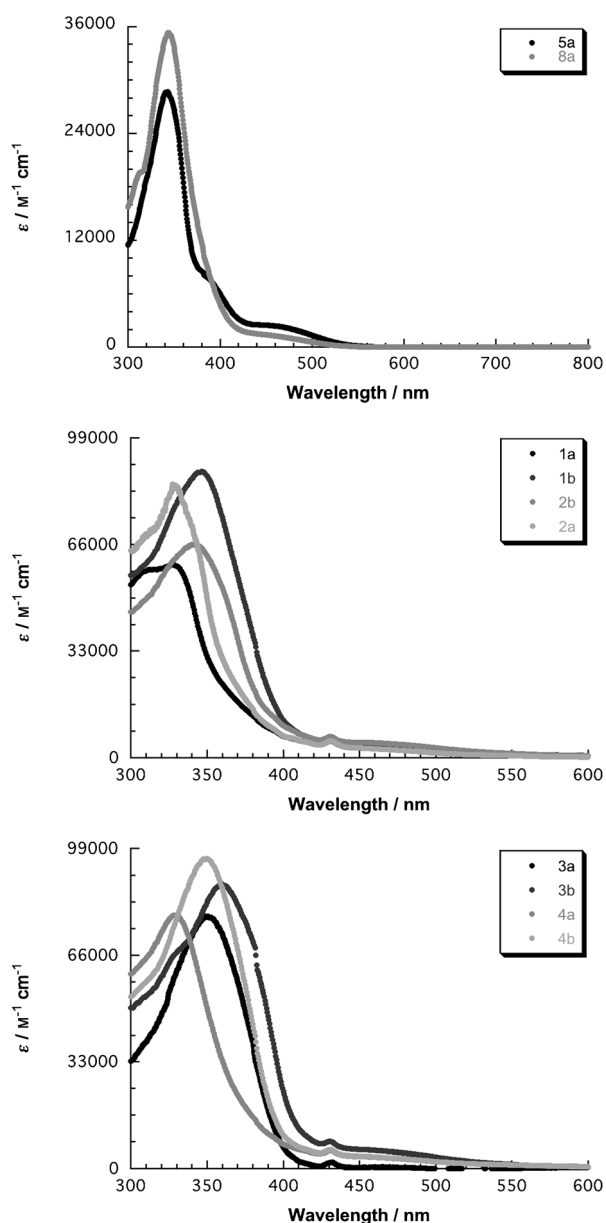 36000
24000
12000
0
ε / M⁻¹ cm⁻¹
5a
8a
300 400 500 600 700 800
Wavelength / nm
99000
66000
33000
0
ε / M⁻¹ cm⁻¹
1a
1b
2b
2a
300 350 400 450 500 550 600
Wavelength / nm
99000
66000
33000
0
ε / M⁻¹ cm⁻¹
3a
3b
4a
4b
300 350 400 450 500 550 600
Wavelength / nm